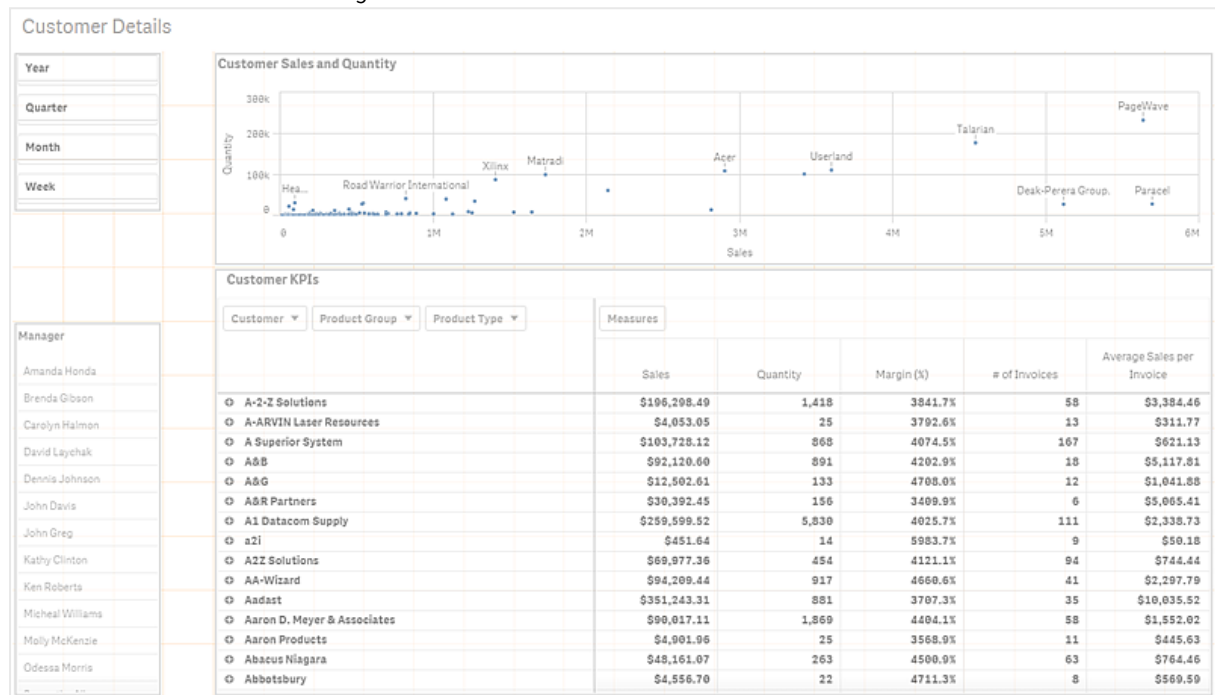 Customer Details
Year
Quarter
Month
Week
Customer Sales and Quantity
300k
200k
100k
0
Quantity
PageWave
Talarian
Acer
Userland
Xilinx
Matradi
Hea...
Road Warrior International
Deak-Perera Group.
Paracel
0 1M 2M 3M 4M 5M 6M
Sales
Manager
Amanda Honda
Brenda Gibson
Carolyn Halmon
David Laychak
Dennis Johnson
John Davis
John Greg
Kathy Clinton
Ken Roberts
Micheal Williams
Molly McKenzie
Odessa Morris
Customer KPIs
Customer Product Group Product Type Measures
Sales Quantity Margin (%) # of Invoices Average Sales per
Invoice
A-2-Z Solutions $196,298.49 1,418 3841.7% 58 $3,384.46
A-ARVIN Laser Resources $4,053.05 25 3792.6% 13 $311.77
A Superior System $103,728.12 868 4074.5% 167 $621.13
A&B $92,120.60 891 4202.9% 18 $5,117.81
A&G $12,502.61 133 4708.0% 12 $1,041.88
A&R Partners $30,392.45 156 3409.9% 6 $5,065.41
A1 Datacom Supply $259,599.52 5,830 4025.7% 111 $2,338.73
a2i $451.64 14 5983.7% 9 $50.18
A2Z Solutions $69,977.36 454 4121.1% 94 $744.44
AA-Wizard $94,209.44 917 4660.6% 41 $2,297.79
Aadast $351,243.31 881 3707.3% 35 $10,035.52
Aaron D. Meyer & Associates $90,017.11 1,869 4404.1% 58 $1,552.02
Aaron Products $4,901.96 25 3568.9% 11 $445.63
Abacus Niagara $48,161.07 263 4500.9% 63 $764.46
Abbotsbury $4,556.70 22 4711.3% 8 $569.59